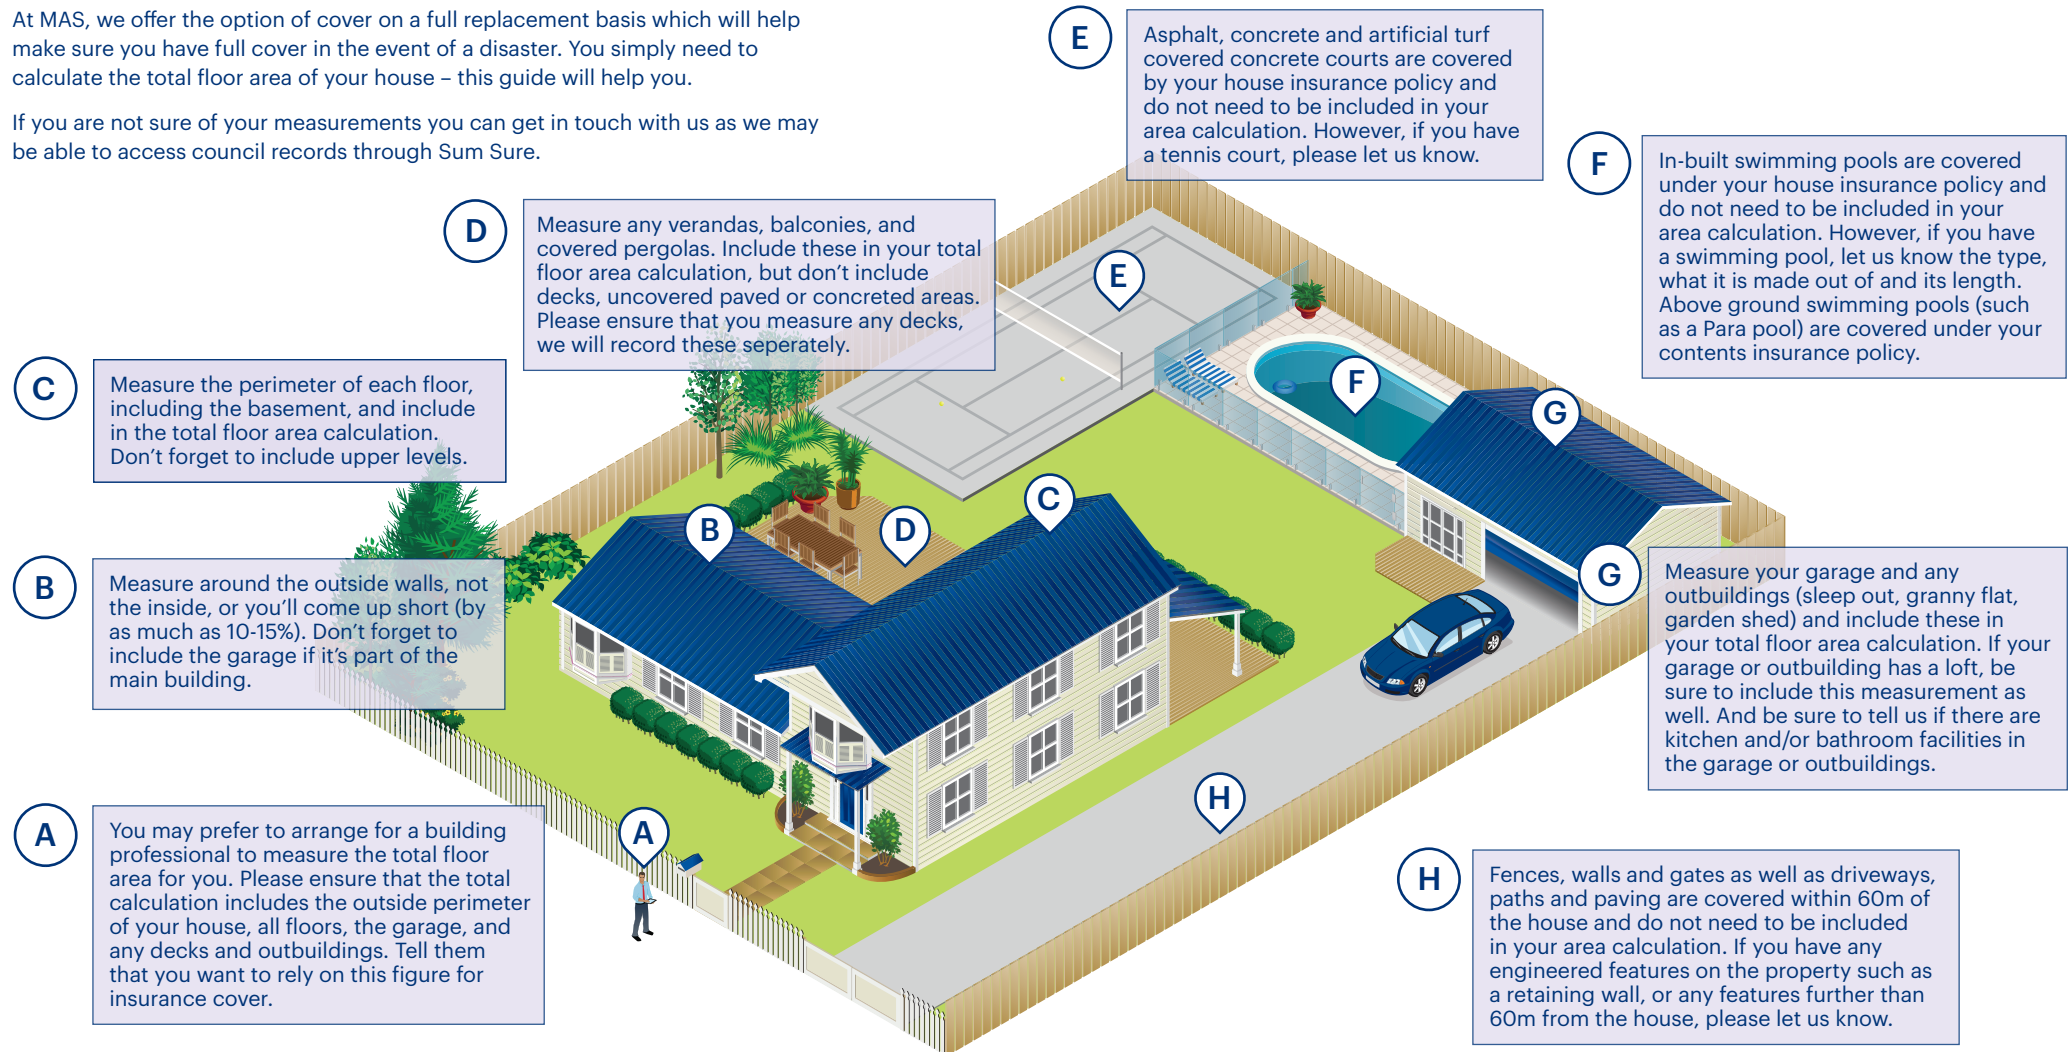 At MAS, we offer the option of cover on a full replacement basis which will help
make sure you have full cover in the event of a disaster. You simply need to
calculate the total floor area of your house – this guide will help you.
If you are not sure of your measurements you can get in touch with us as we may
be able to access council records through Sum Sure.
E
Asphalt, concrete and artificial turf
covered concrete courts are covered
by your house insurance policy and
do not need to be included in your
area calculation. However, if you have
a tennis court, please let us know.
F
In-built swimming pools are covered
under your house insurance policy and
do not need to be included in your
area calculation. However, if you have
a swimming pool, let us know the type,
what it is made out of and its length.
Above ground swimming pools (such
as a Para pool) are covered under your
contents insurance policy.
D
Measure any verandas, balconies, and
covered pergolas. Include these in your total
floor area calculation, but don’t include
decks, uncovered paved or concreted areas.
Please ensure that you measure any decks,
we will record these seperately.
C
Measure the perimeter of each floor,
including the basement, and include
in the total floor area calculation.
Don’t forget to include upper levels.
E
F
G
C
B
D
B
Measure around the outside walls, not
the inside, or you’ll come up short (by
as much as 10-15%). Don’t forget to
include the garage if it’s part of the
main building.
G
Measure your garage and any
outbuildings (sleep out, granny flat,
garden shed) and include these in
your total floor area calculation. If your
garage or outbuilding has a loft, be
sure to include this measurement as
well. And be sure to tell us if there are
kitchen and/or bathroom facilities in
the garage or outbuildings.
H
A
A
You may prefer to arrange for a building
professional to measure the total floor
area for you. Please ensure that the total
calculation includes the outside perimeter
of your house, all floors, the garage, and
any decks and outbuildings. Tell them
that you want to rely on this figure for
insurance cover.
H
Fences, walls and gates as well as driveways,
paths and paving are covered within 60m of
the house and do not need to be included
in your area calculation. If you have any
engineered features on the property such as
a retaining wall, or any features further than
60m from the house, please let us know.